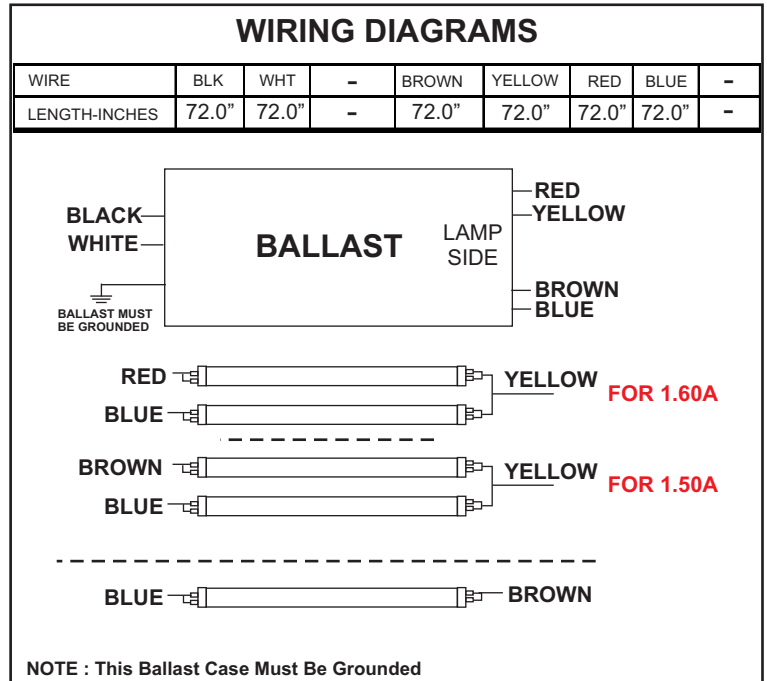 WIRING DIAGRAMS
WIRE BLK WHT - BROWN YELLOW RED BLUE -
LENGTH-INCHES 72.0” 72.0” - 72.0” 72.0” 72.0” 72.0” -
RED
BLACK YELLOW
WHITE BALLAST LAMP
SIDE
BROWN
BLUE
BALLAST MUST
BE GROUNDED
RED YELLOW FOR 1.60A
BLUE
BROWN YELLOW FOR 1.50A
BLUE
BLUE BROWN
NOTE : This Ballast Case Must Be Grounded